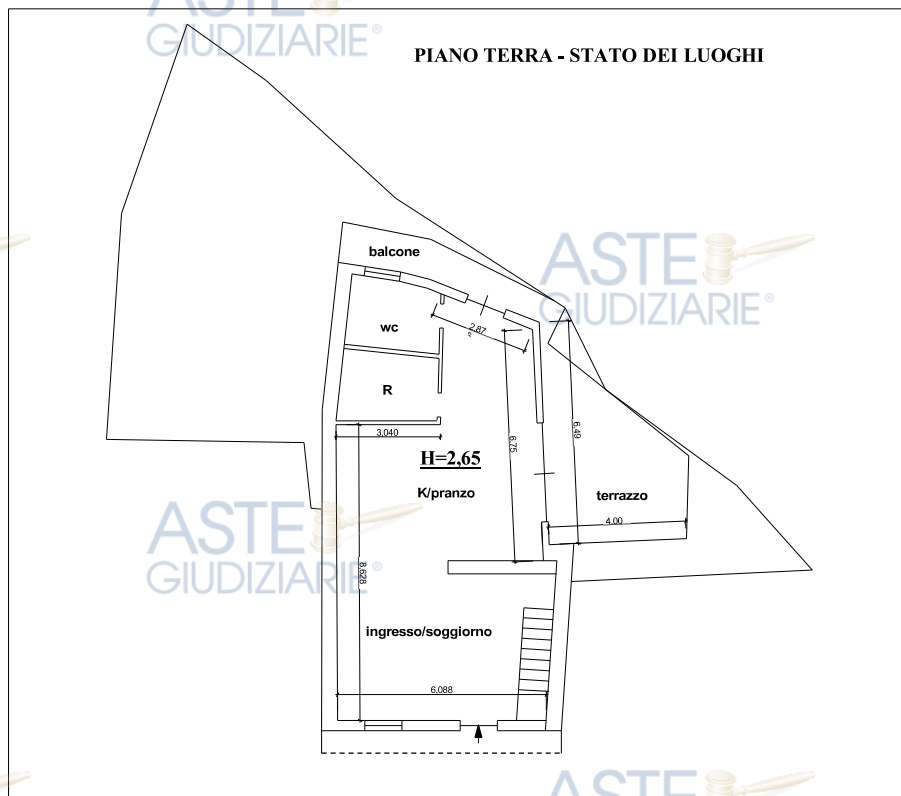 ASTE
GIUDIZIARIE®
PIANO TERRA - STATO DEI LUOGHI
balcone
ASTE
GIUDIZIARIE®
wc
2,87
R
3,040
6,75
6,49
H=2,65
K/pranzo
terrazzo
4,00
ASTE
GIUDIZIARIE®
8,628
ingresso/soggiorno
6,088
ASTE